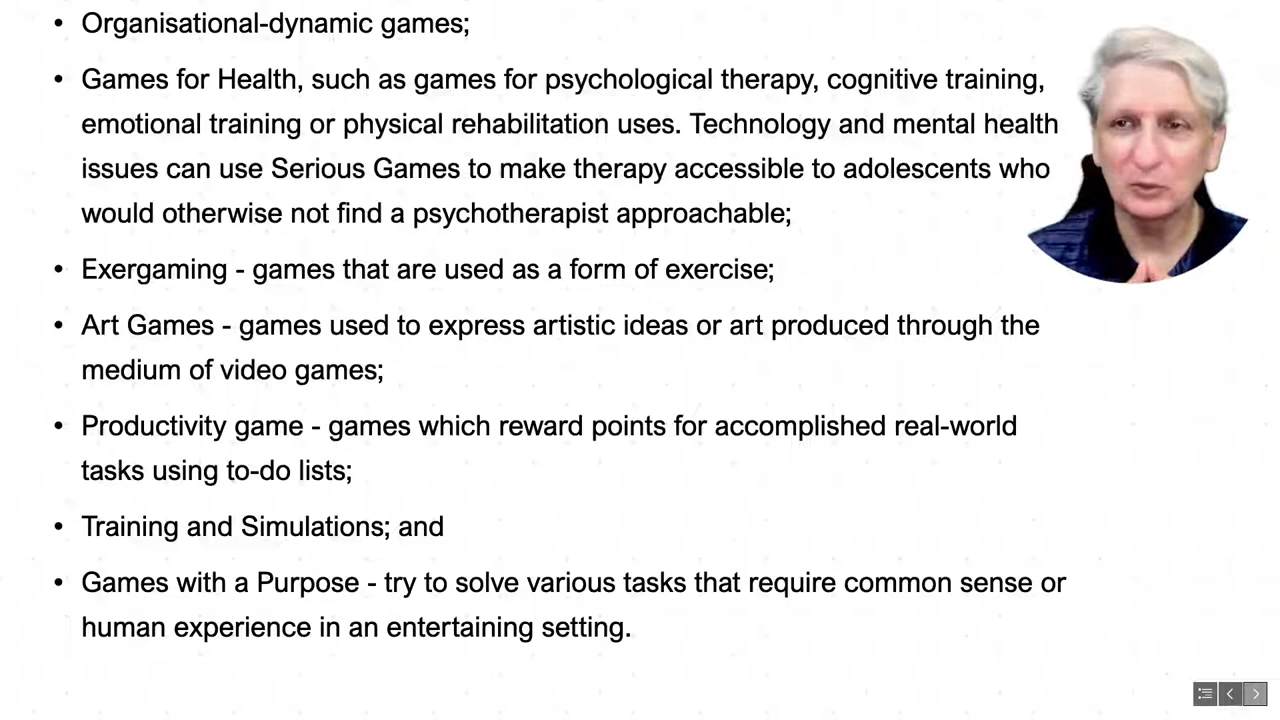 • Organisational-dynamic games;
• Games for Health, such as games for psychological therapy, cognitive training,
emotional training or physical rehabilitation uses. Technology and mental health
issues can use Serious Games to make therapy accessible to adolescents who
would otherwise not find a psychotherapist approachable;
• Exergaming - games that are used as a form of exercise;
• Art Games - games used to express artistic ideas or art produced through the
medium of video games;
• Productivity game - games which reward points for accomplished real-world
tasks using to-do lists;
• Training and Simulations; and
• Games with a Purpose - try to solve various tasks that require common sense or
human experience in an entertaining setting.